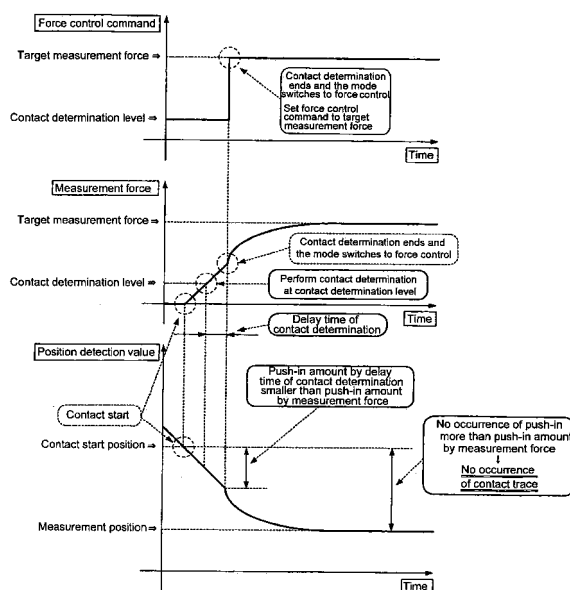 Force control command
Target measurement force ⇒
Contact determination
ends and the mode
switches to force control
Set force control
command to target
measurement force
Contact determination level ⇒
Time
Measurement force
Target measurement force ⇒
Contact determination ends and
the mode switches to force control
Contact determination level ⇒
Perform contact determination
at contact determination level
Delay time of
contact determination
Time
Position detection value
Push-in amount by delay
time of contact determination
smaller than push-in amount
by measurement force
Contact start
No occurrence of push-in
more than push-in amount
by measurement force
↓
No occurrence
of contact trace
Contact start position ⇒
Measurement position ⇒
Time